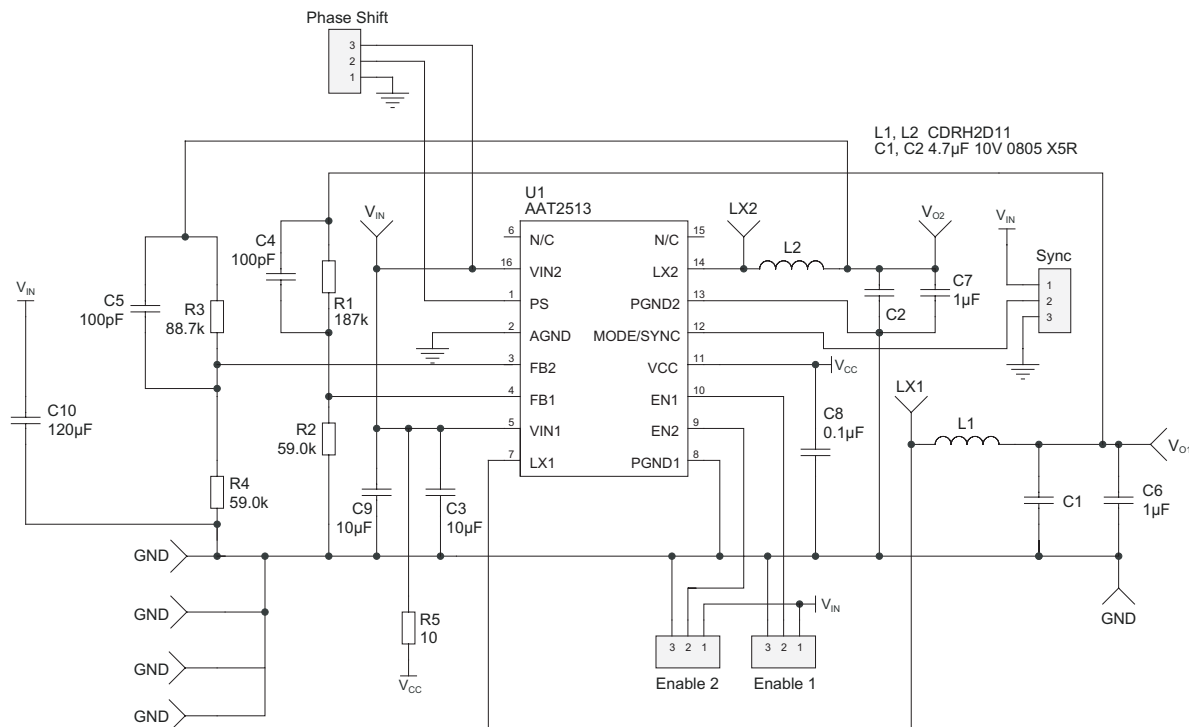 Phase Shift
3
2
1
L1, L2 CDRH2D11
C1, C2 4.7µF 10V 0805 X5R
U1
AAT2513
VIN
LX2
VO2
VIN
6 N/C
N/C 15
L2
Sync
C4
100pF
16 VIN2
LX2 14
C7
1µF
1
2
3
VIN
C5
100pF
R3
88.7k
R1
187k
1 PS
PGND2 13
C2
2 AGND
MODE/SYNC 12
3 FB2
VCC 11
VCC
LX1
C10
120µF
4 FB1
EN1 10
C8
0.1µF
R2
59.0k
5 VIN1
EN2 9
L1
VO1
7 LX1
PGND1 8
R4
59.0k
C9
10µF
C3
10µF
C1
C6
1µF
GND
GND
R5
10
VIN
GND
3 2 1
3 2 1
GND
VCC
Enable 2
Enable 1
GND